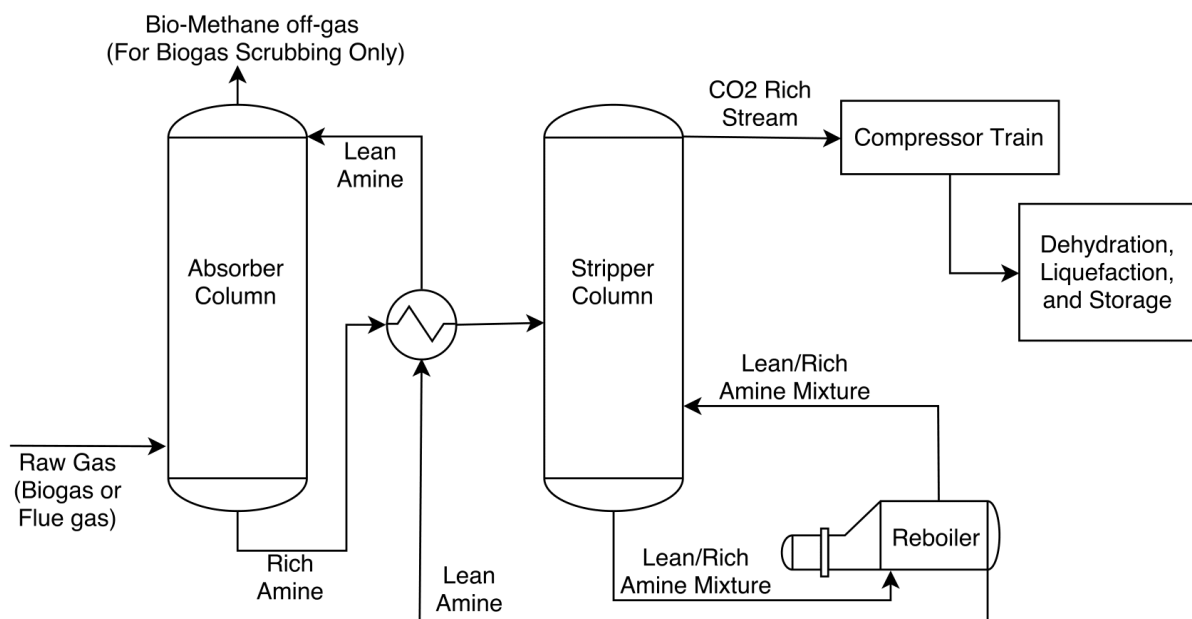 Bio-Methane off-gas
(For Biogas Scrubbing Only)
CO2 Rich
Stream
Compressor Train
Lean
Amine
Dehydration,
Liquefaction,
and Storage
Absorber
Column
Stripper
Column
Lean/Rich
Amine Mixture
Raw Gas
(Biogas or
Flue gas)
Reboiler
Rich
Amine
Lean
Amine
Lean/Rich
Amine Mixture